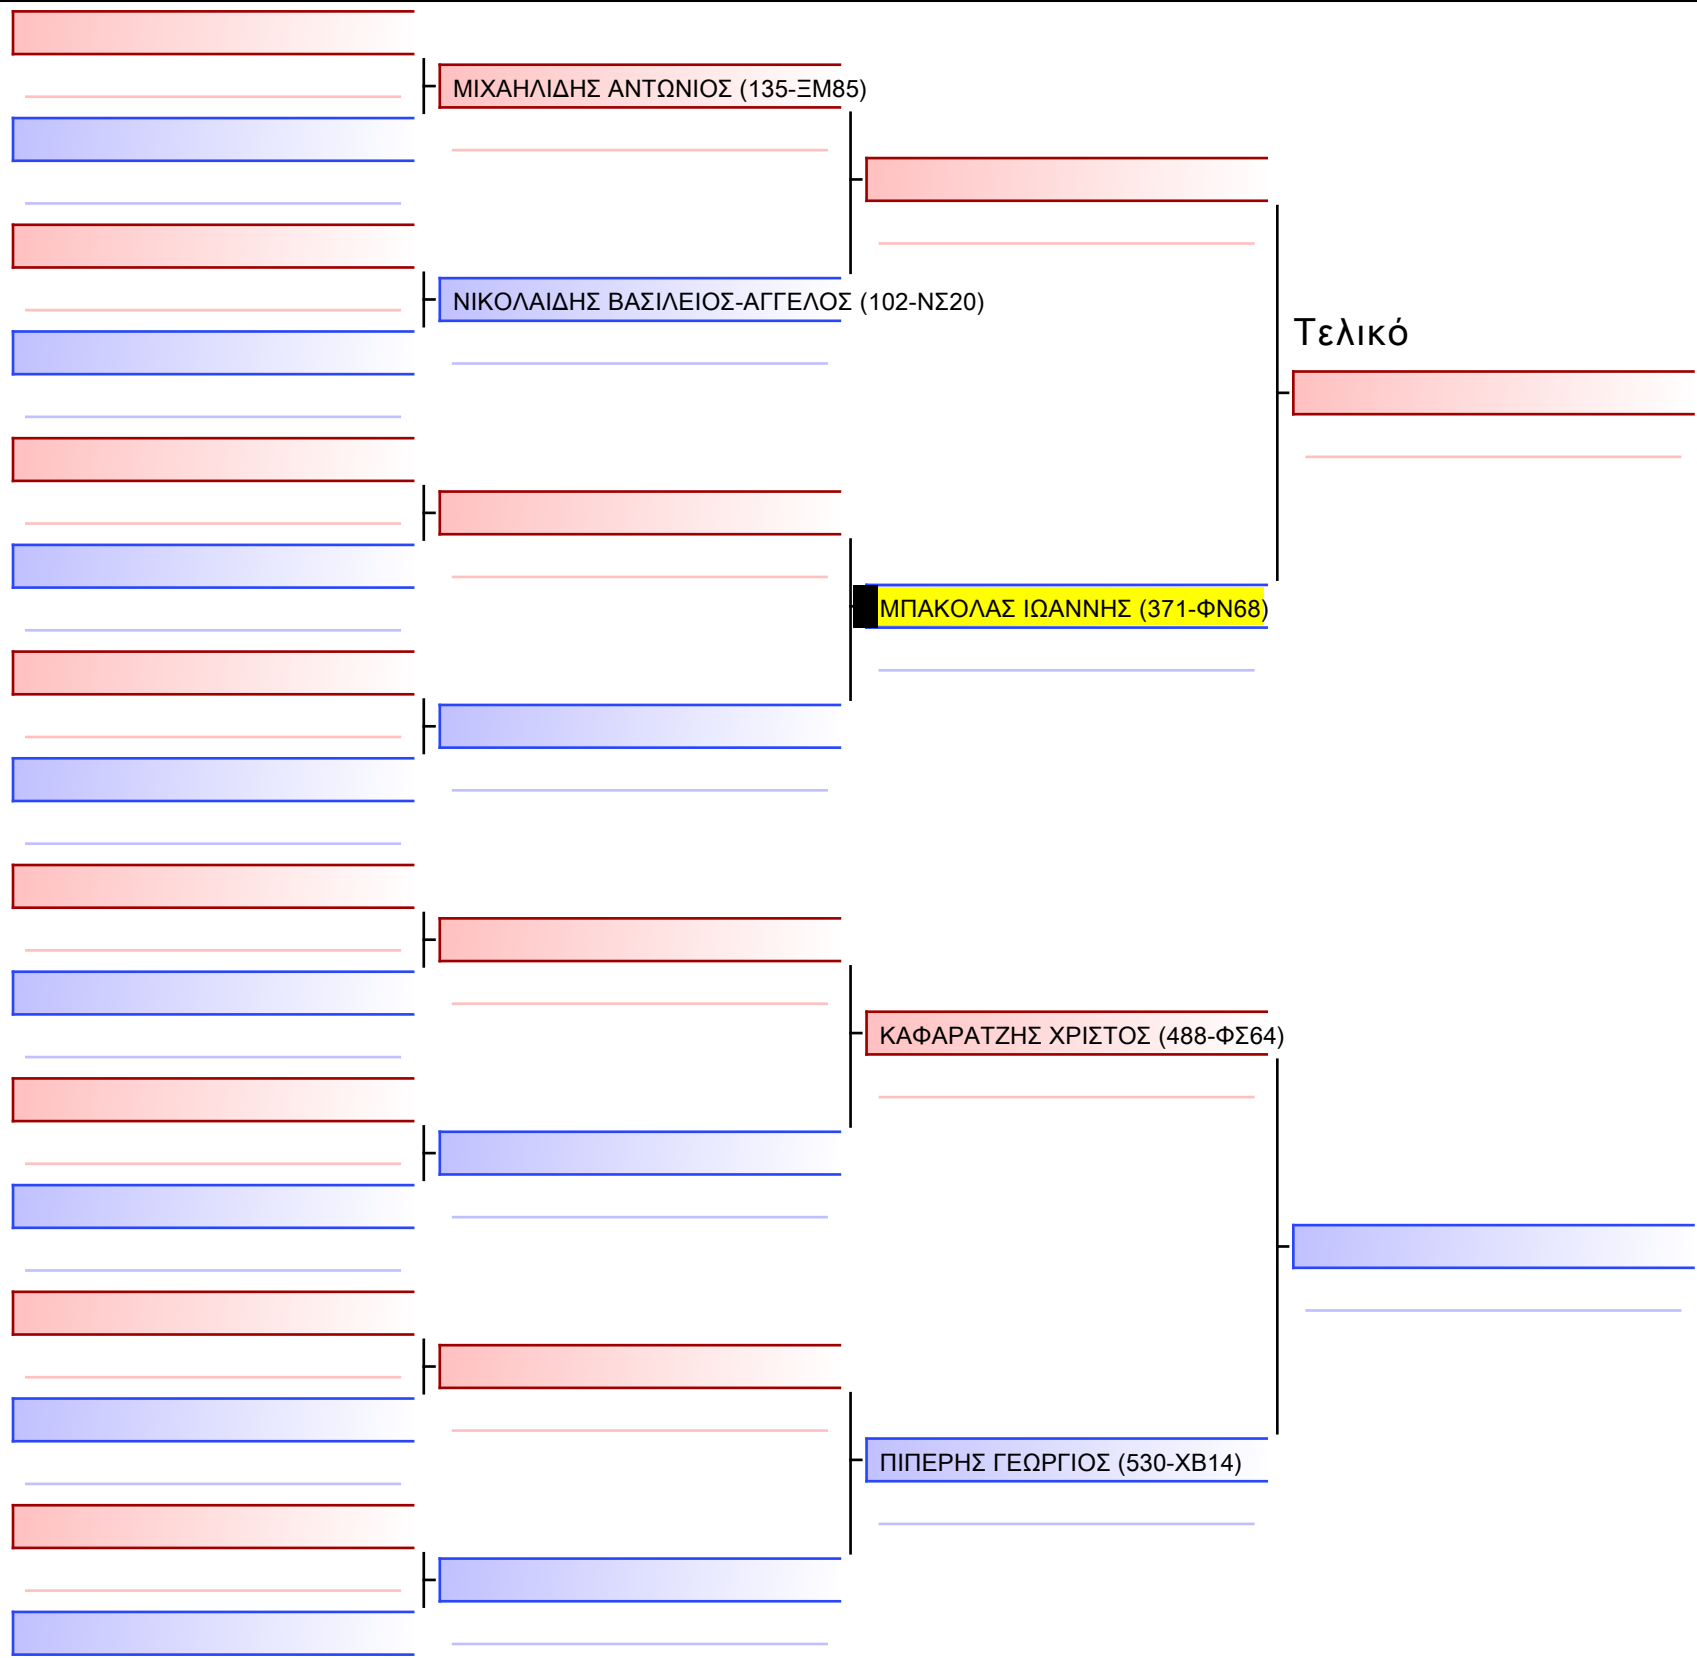 ΜΙΧΑΗΛΙΔΗΣ ΑΝΤΩΝΙΟΣ (135-ΞΜ85)
ΝΙΚΟΛΑΙΔΗΣ ΒΑΣΙΛΕΙΟΣ-ΑΓΓΕΛΟΣ (102-ΝΣ20)
Τελικό
ΜΠΑΚΟΛΑΣ ΙΩΑΝΝΗΣ (371-ΦΝ68)
ΚΑΦΑΡΑΤΖΗΣ ΧΡΙΣΤΟΣ (488-ΦΣ64)
ΠΙΠΕΡΗΣ ΓΕΩΡΓΙΟΣ (530-ΧΒ14)